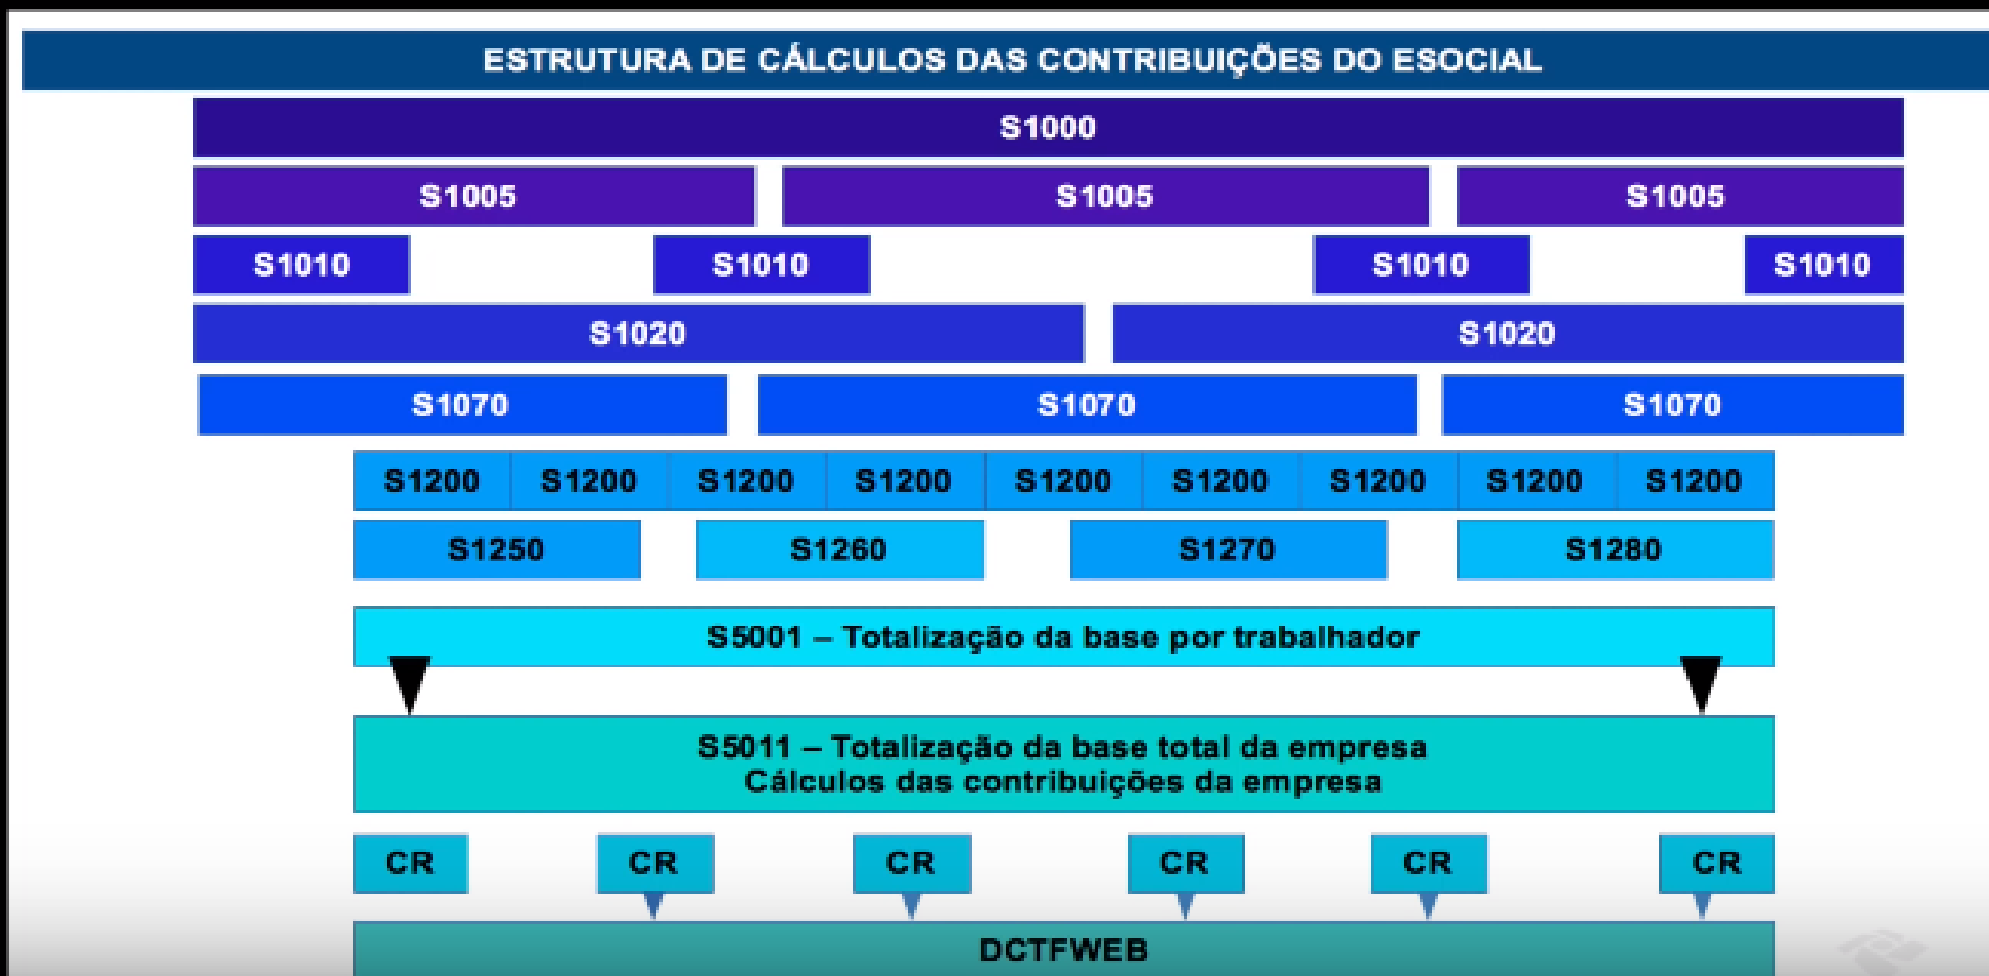 ESTRUTURA DE CÁLCULOS DAS CONTRIBUIÇÕES DO ESOCIAL
S1000
S1005 S1005 S1005
S1010 S1010 S1010 S1010
S1020 S1020
S1070 S1070 S1070
S1200 S1200 S1200 S1200 S1200 S1200 S1200 S1200 S1200
S1250 S1260 S1270 S1280
S5001 – Totalização da base por trabalhador
S5011 – Totalização da base total da empresa
Cálculos das contribuições da empresa
CR CR CR CR CR CR
DCTFWEB